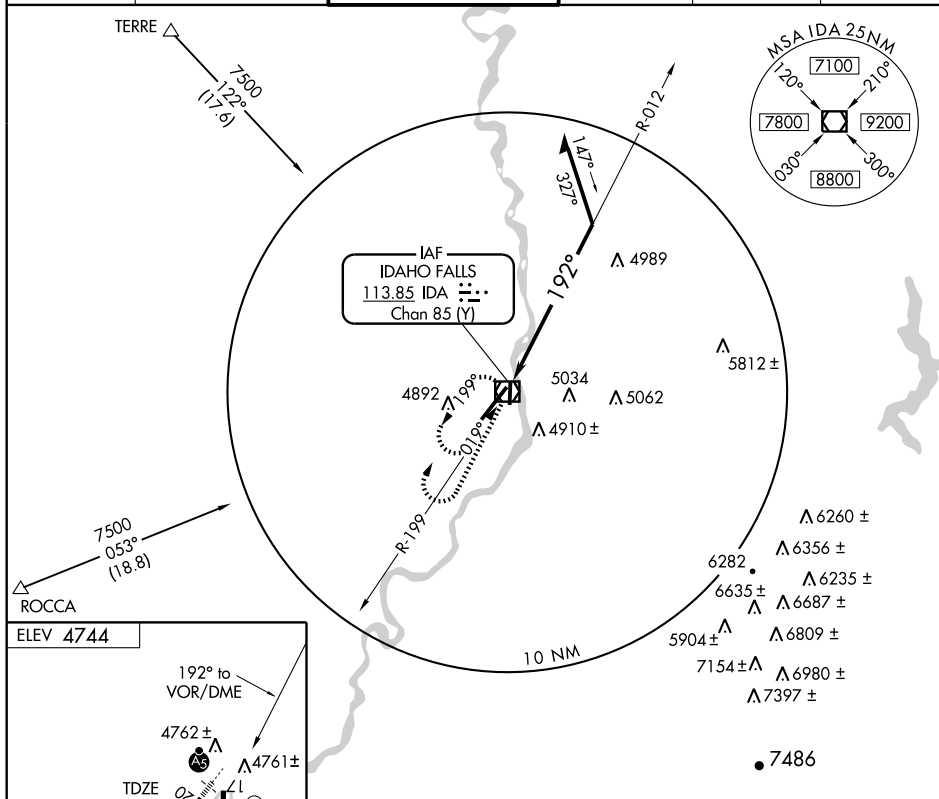 TERRE
7500
122°
(17.6)
R-012
147°
327°
192°
MSA IDA 25NM
120°
7100
210°
7800
9200
030°
8800
300°
IAF
IDAHO FALLS
113.85 IDA
Chan 85 (Y)
4989
5812 ±
4892
199°
5034
5062
4910 ±
019°
R-199
7500
053°
(18.8)
ROCCA
6260 ±
6356 ±
6282
6235 ±
6635 ±
6687 ±
5904 ±
6809 ±
7154 ±
6980 ±
7397 ±
10 NM
7486
ELEV 4744
192° to
VOR/DME
4762 ±
A5
4761 ±
TDZE
20